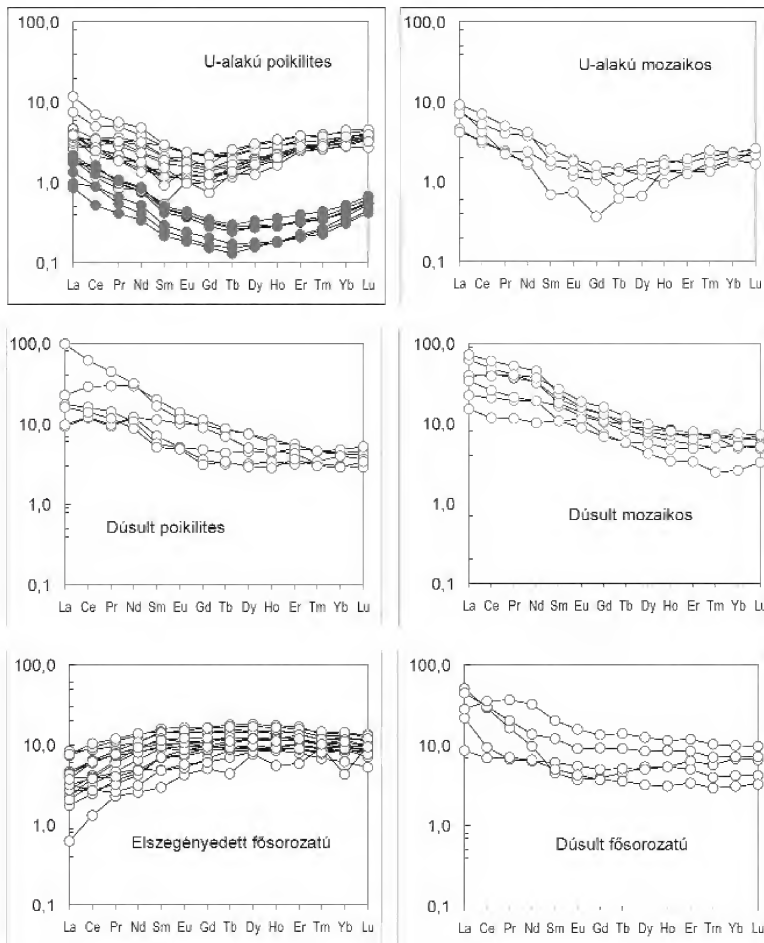 100,0
U-alakú poikilites
10,0
1,0
0,1
La Ce Pr Nd Sm Eu Gd Tb Dy Ho Er Tm Yb Lu
100,0
U-alakú mozaikos
10,0
1,0
0,1
La Ce Pr Nd Sm Eu Gd Tb Dy Ho Er Tm Yb Lu
100,0
10,0
1,0
Dúsult poikilites
0,1
La Ce Pr Nd Sm Eu Gd Tb Dy Ho Er Tm Yb Lu
100,0
10,0
1,0
Dúsult mozaikos
0,1
La Ce Pr Nd Sm Eu Gd Tb Dy Ho Er Tm Yb Lu
100,0
10,0
1,0
Elszegényedett fősorozatú
0,1
La Ce Pr Nd Sm Eu Gd Tb Dy Ho Er Tm Yb Lu
100,0
10,0
1,0
Dúsult fősorozatú
0,1
La Ce Pr Nd Sm Eu Gd Tb Dy Ho Er Tm Yb Lu